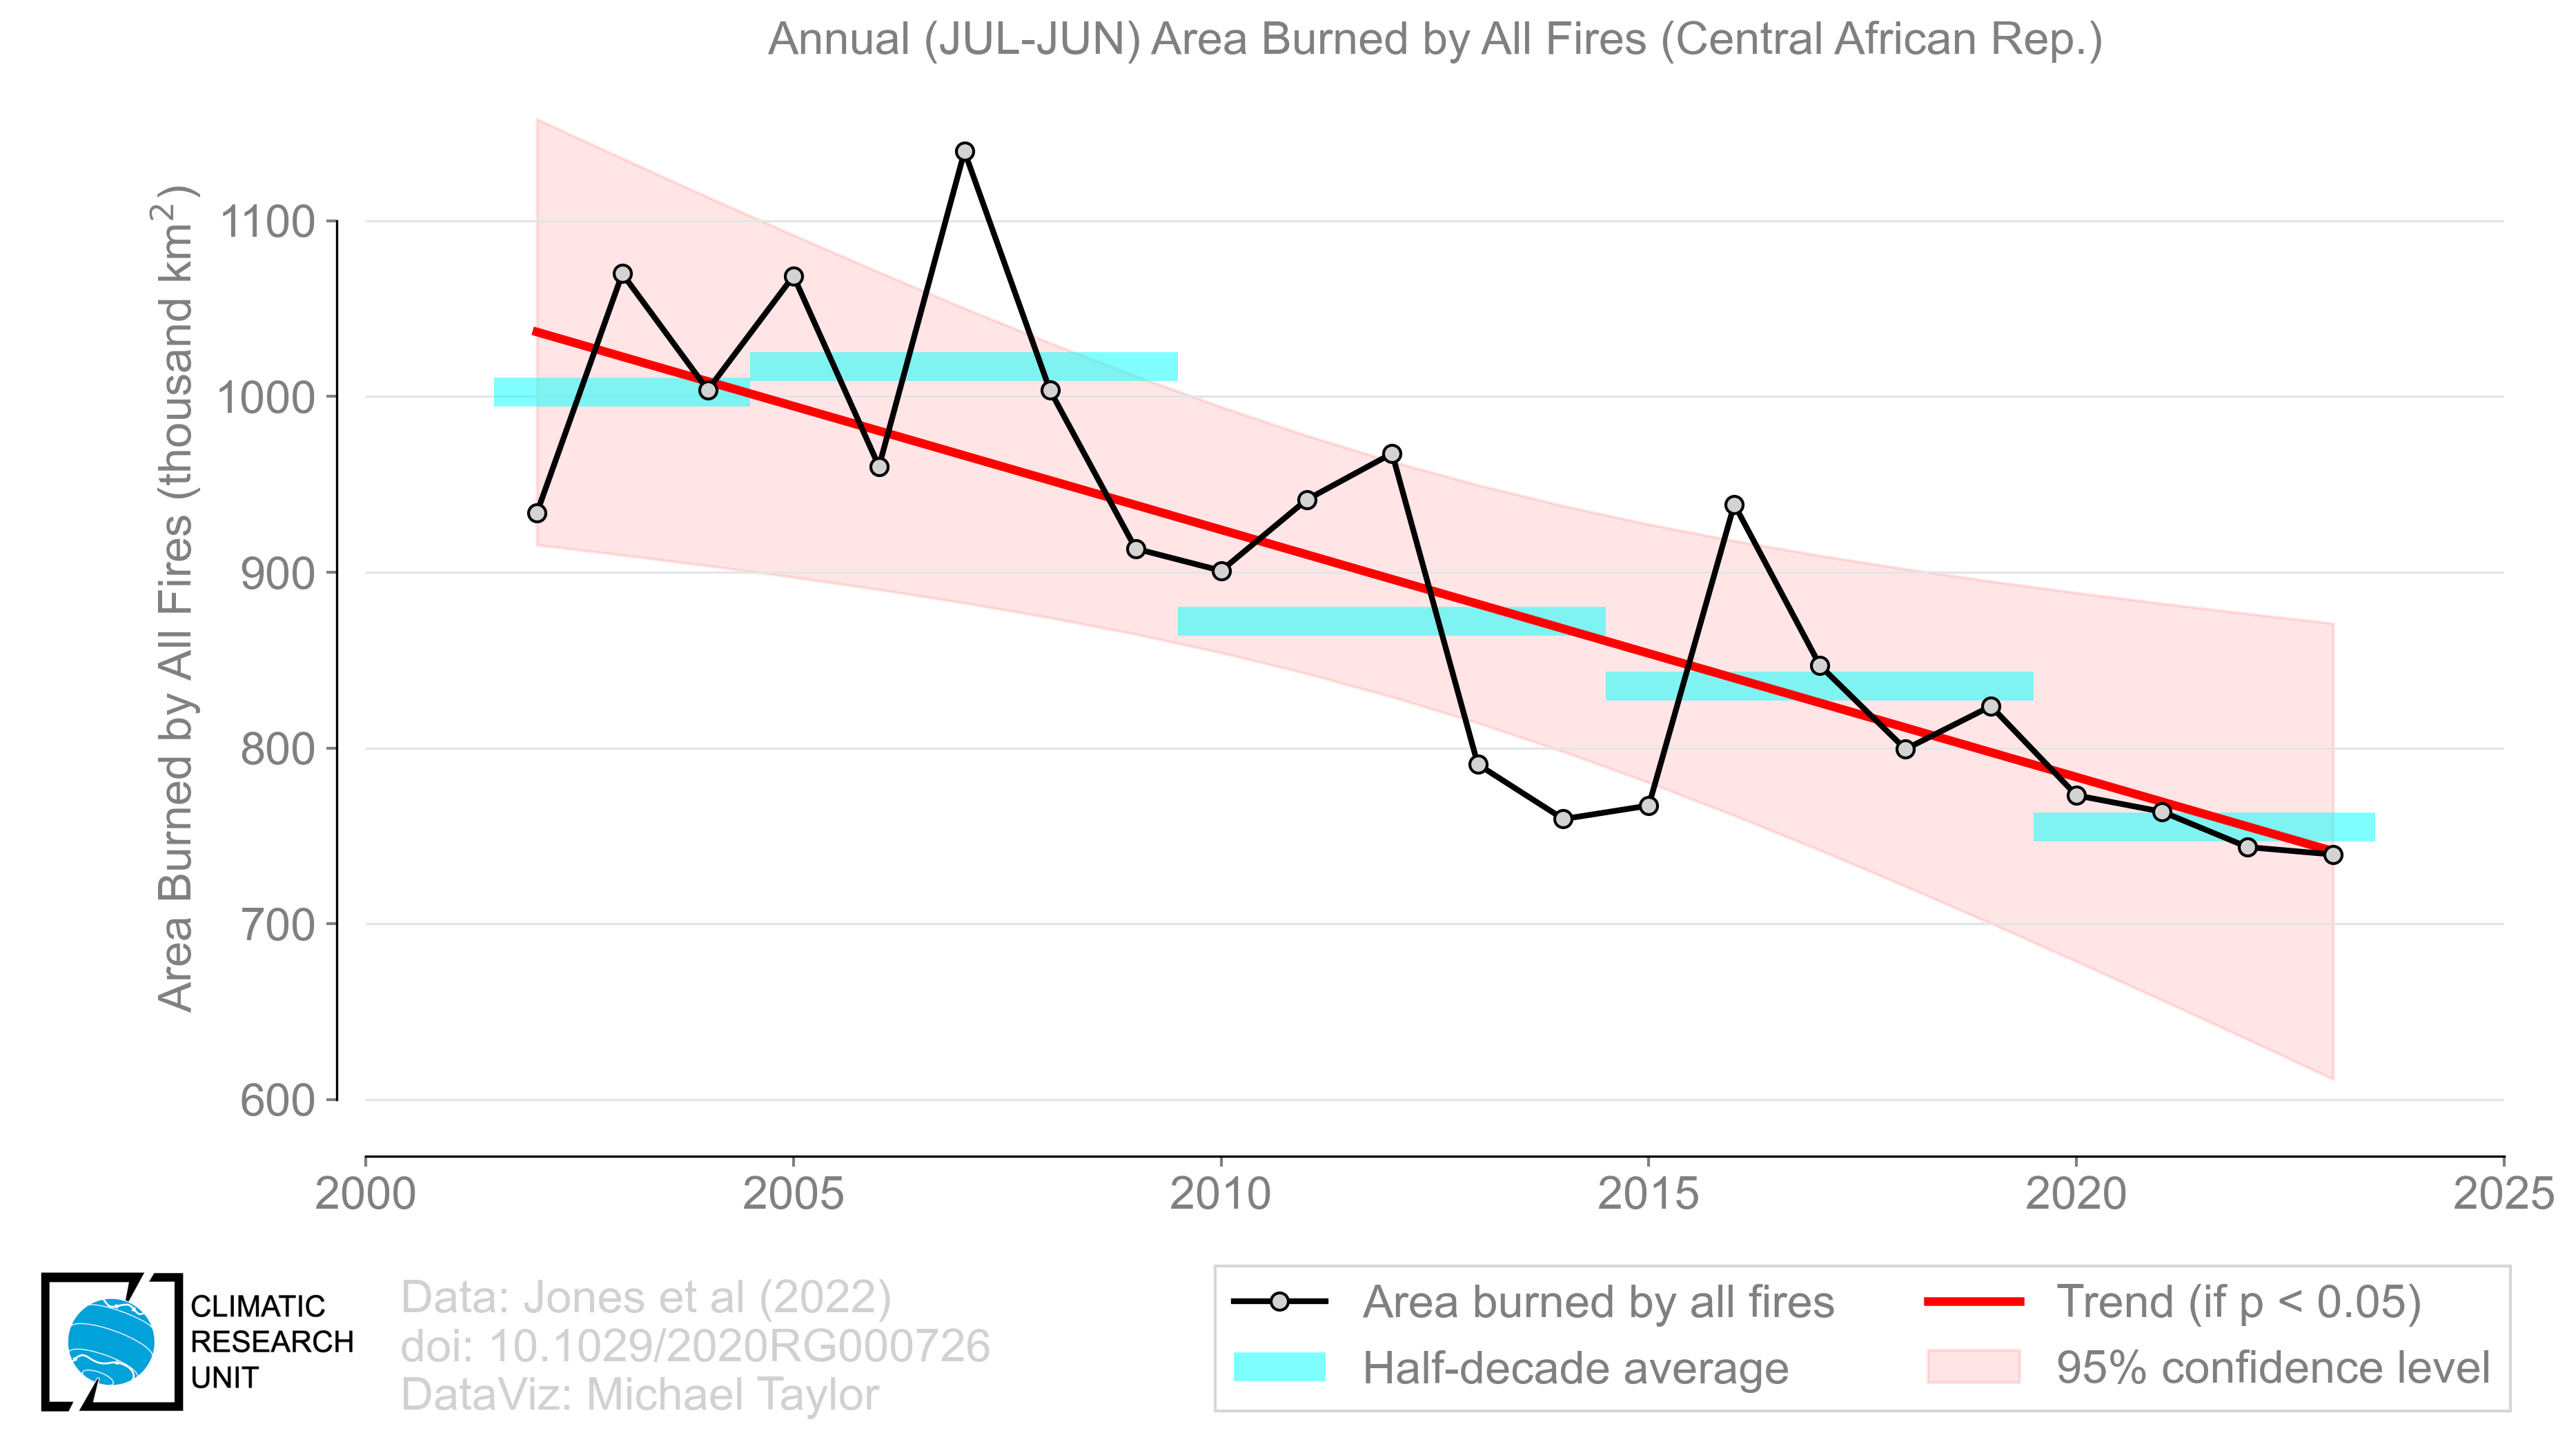 Annual (JUL-JUN) Area Burned by All Fires (Central African Rep.)
Area Burned by All Fires (thousand km²)
1100
1000
900
800
700
600
2000 2005 2010 2015 2020 2025
CLIMATIC
RESEARCH
UNIT
Data: Jones et al (2022)
doi: 10.1029/2020RG000726
DataViz: Michael Taylor
Area burned by all fires
Half-decade average
Trend (if p < 0.05)
95% confidence level